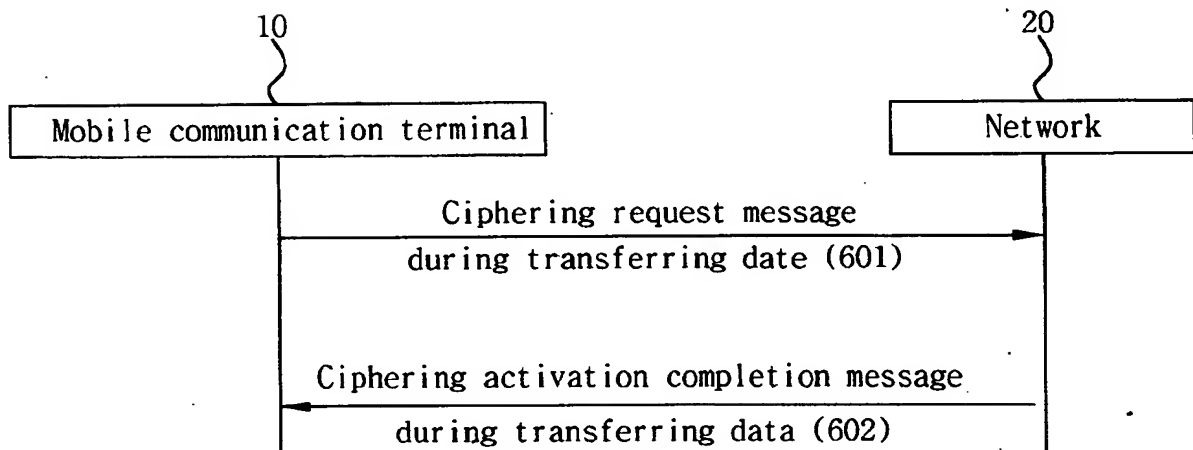 10
20
Mobile communication terminal
Network
Ciphering request message
during transferring date (601)
Ciphering activation completion message
during transferring data (602)